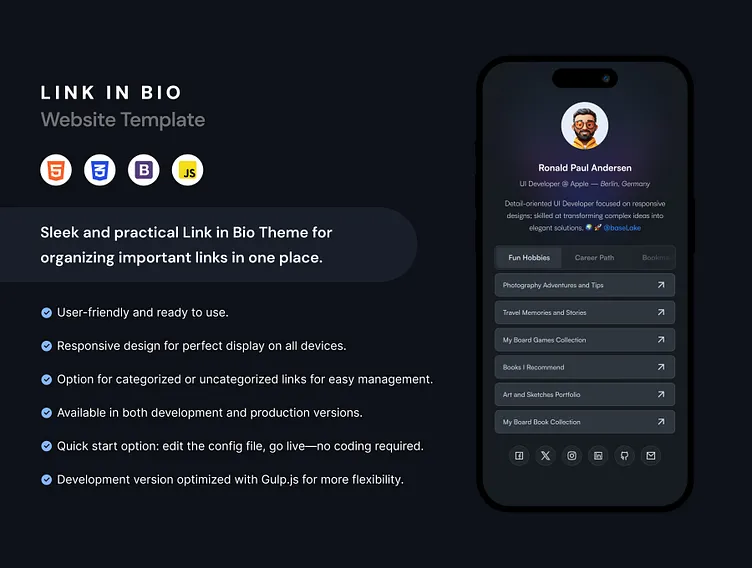 LINK IN BIO
Website Template
5
3
B
JS
Sleek and practical Link in Bio Theme for
organizing important links in one place.
User-friendly and ready to use.
Responsive design for perfect display on all devices.
Option for categorized or uncategorized links for easy management.
Available in both development and production versions.
Quick start option: edit the config file, go live—no coding required.
Development version optimized with Gulp.js for more flexibility.
Ronald Paul Andersen
UI Developer @ Apple — Berlin, Germany
Detail-oriented UI Developer focused on responsive
designs; skilled at transforming complex ideas into
elegant solutions. 🌍 🚀 @baseLake
Fun Hobbies Career Path
Photography Adventures and Tips
Travel Memories and Stories
My Board Games Collection
Books I Recommend
Art and Sketches Portfolio
My Board Book Collection